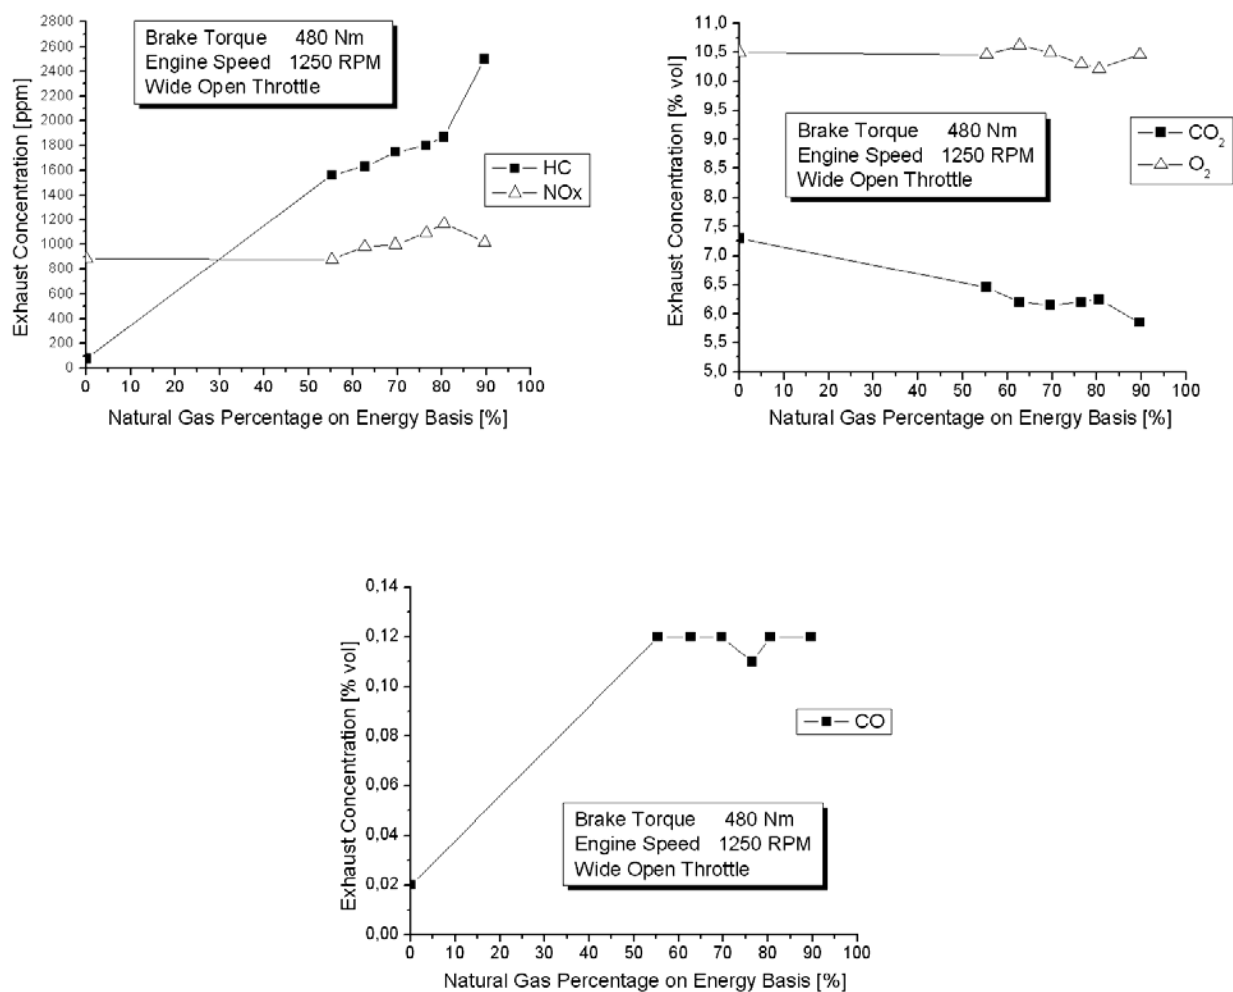 Exhaust Concentration [ppm]
2800
2600
2400
2200
2000
1800
1600
1400
1200
1000
800
600
400
200
0
Brake Torque 480 Nm
Engine Speed 1250 RPM
Wide Open Throttle
HC
NOx
0 10 20 30 40 50 60 70 80 90 100
Natural Gas Percentage on Energy Basis [%]
Exhaust Concentration [% vol]
11,0
10,5
10,0
9,5
9,0
8,5
8,0
7,5
7,0
6,5
6,0
5,5
5,0
Brake Torque 480 Nm
Engine Speed 1250 RPM
Wide Open Throttle
CO₂
O₂
0 10 20 30 40 50 60 70 80 90 100
Natural Gas Percentage on Energy Basis [%]
Exhaust Concentration [% vol]
0,14
0,12
0,10
0,08
0,06
0,04
0,02
0,00
CO
Brake Torque 480 Nm
Engine Speed 1250 RPM
Wide Open Throttle
0 10 20 30 40 50 60 70 80 90 100
Natural Gas Percentage on Energy Basis [%]